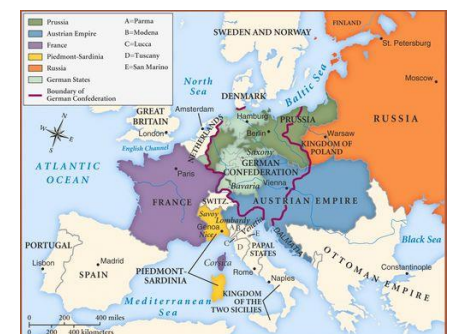 Prussia
Austrian Empire
France
Piedmont-Sardinia
Russia
German States
Boundary of
German Confederation
A=Parma
B=Modena
C=Lucca
D=Tuscany
E=San Marino
SWEDEN AND NORWAY
FINLAND
St. Petersburg
Moscow
RUSSIA
North
Sea
Baltic Sea
DENMARK
GREAT
BRITAIN
London
Amsterdam
NETHERLANDS
Hamburg
Berlin
PRUSSIA
Warsaw
KINGDOM OF
POLAND
English Channel
Saxony
GERMAN
CONFEDERATION
ATLANTIC
OCEAN
Paris
FRANCE
Bavaria
Vienna
AUSTRIAN EMPIRE
SWITZ.
Savoy
Lombardy
Venetia
Genoa
Nice
A
B
C
D
DALMATIA
PAPAL
STATES
Corsica
Rome
Naples
PORTUGAL
Lisbon
Madrid
SPAIN
PIEDMONT-
SARDINIA
KINGDOM
OF THE
TWO SICILIES
Mediterranean
Sea
Black Sea
Constantinople
OTTOMAN EMPIRE
N
S
E
W
0 200 400 miles
0 200 400 kilometers